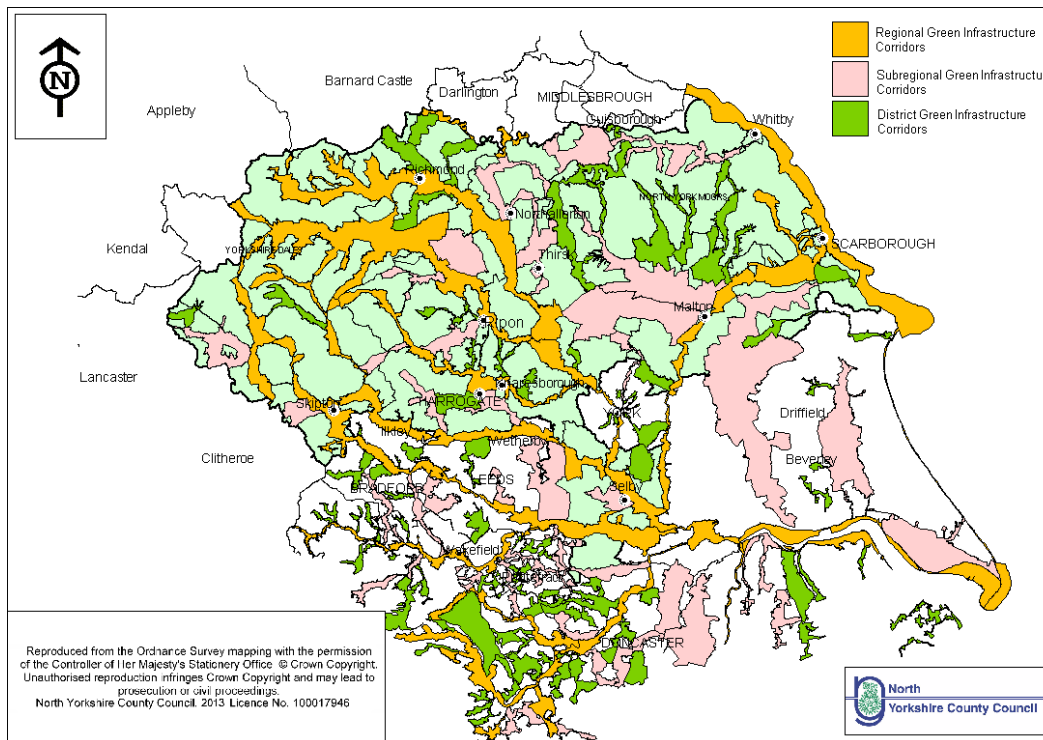 N
Regional Green Infrastructure
Corridors
Subregional Green Infrastructu
Corridors
District Green Infrastructure
Corridors
Barnard Castle
Darlington
MIDDLESBROUGH
Guisborough
Appleby
Whitby
Richmond
NORTH YORK MOORS
Northallerton
Kendal
YORKSHIRE DALES
SCARBOROUGH
Thirsk
Malton
Ripon
Lancaster
Knaresborough
HARROGATE
Skipton
YORK
Driffield
Ilkley
Wetherby
Clitheroe
Beverley
BRADFORD
LEEDS
Selby
Wakefield
Pontefract
DONCASTER
Reproduced from the Ordnance Survey mapping with the permission
of the Controller of Her Majesty's Stationery Office © Crown Copyright.
Unauthorised reproduction infringes Crown Copyright and may lead to
prosecution or civil proceedings.
North Yorkshire County Council. 2013 Licence No. 100017946
North
Yorkshire County Council